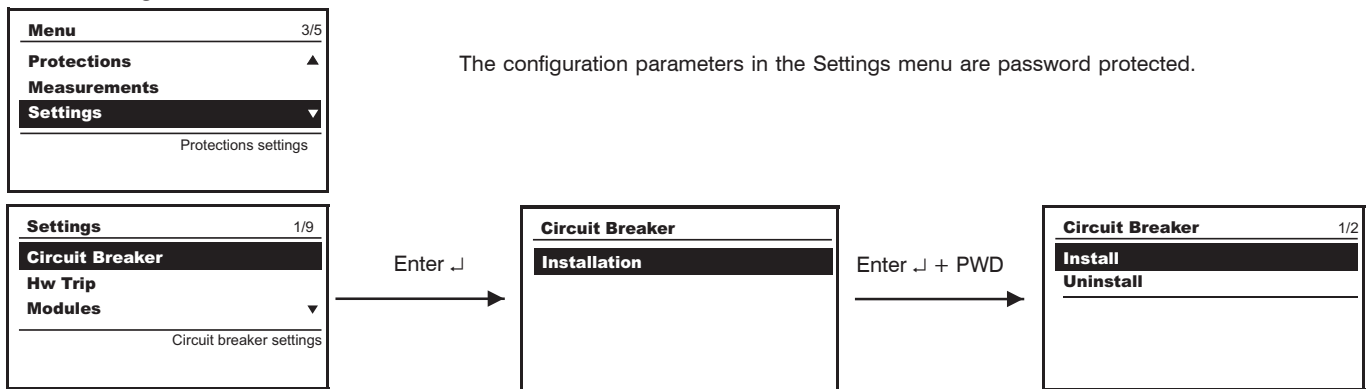 Menu 3/5
Protections ▲
Measurements
Settings ▼
Protections settings
The configuration parameters in the Settings menu are password protected.
Settings 1/9
Circuit Breaker
Hw Trip
Modules ▼
Circuit breaker settings
Enter ↵
Circuit Breaker
Installation
Enter ↵ + PWD
Circuit Breaker 1/2
Install
Uninstall